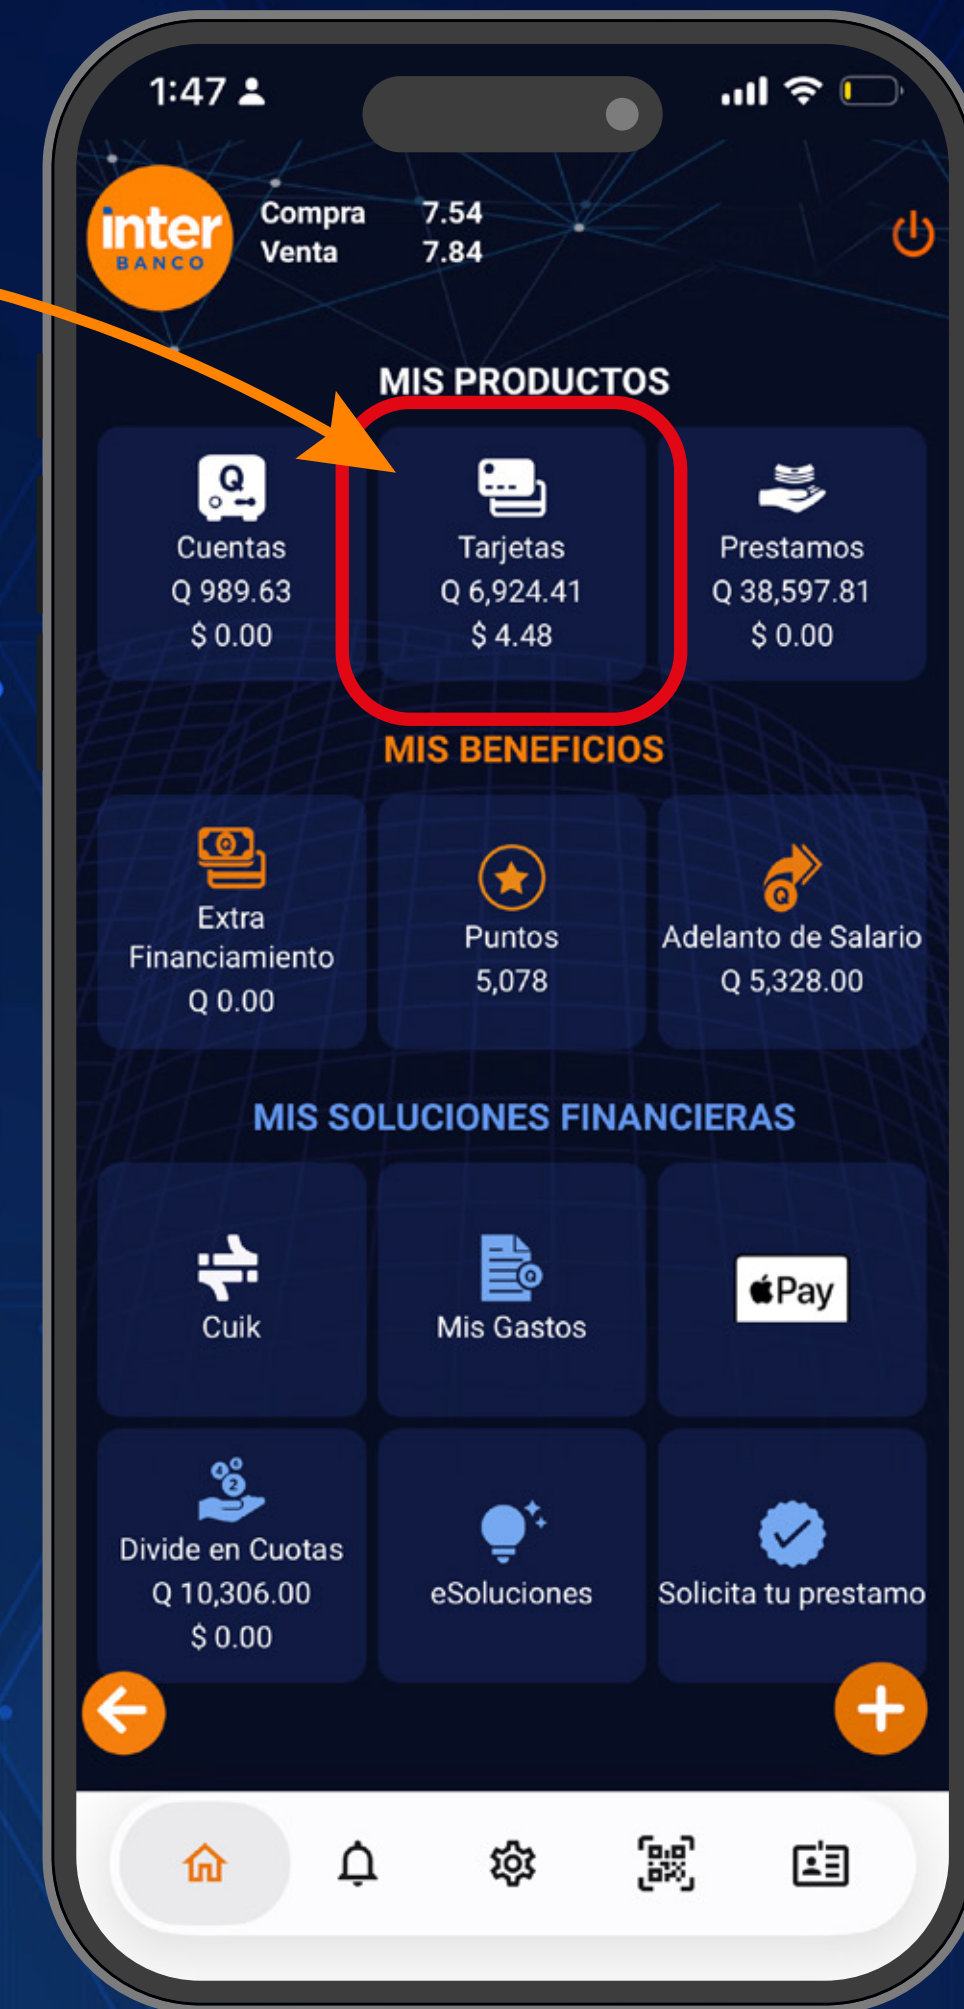 1:47
inter
BANCO
Compra 7.54
Venta 7.84
MIS PRODUCTOS
Q
Cuentas
Q 989.63
$ 0.00
Tarjetas
Q 6,924.41
$ 4.48
Prestamos
Q 38,597.81
$ 0.00
MIS BENEFICIOS
Q
Extra
Financiamiento
Q 0.00
Puntos
5,078
Q
Adelanto de Salario
Q 5,328.00
MIS SOLUCIONES FINANCIERAS
Cuik
Q
Mis Gastos
Pay
4 6 2
Divide en Cuotas
Q 10,306.00
$ 0.00
eSoluciones
Solicita tu prestamo